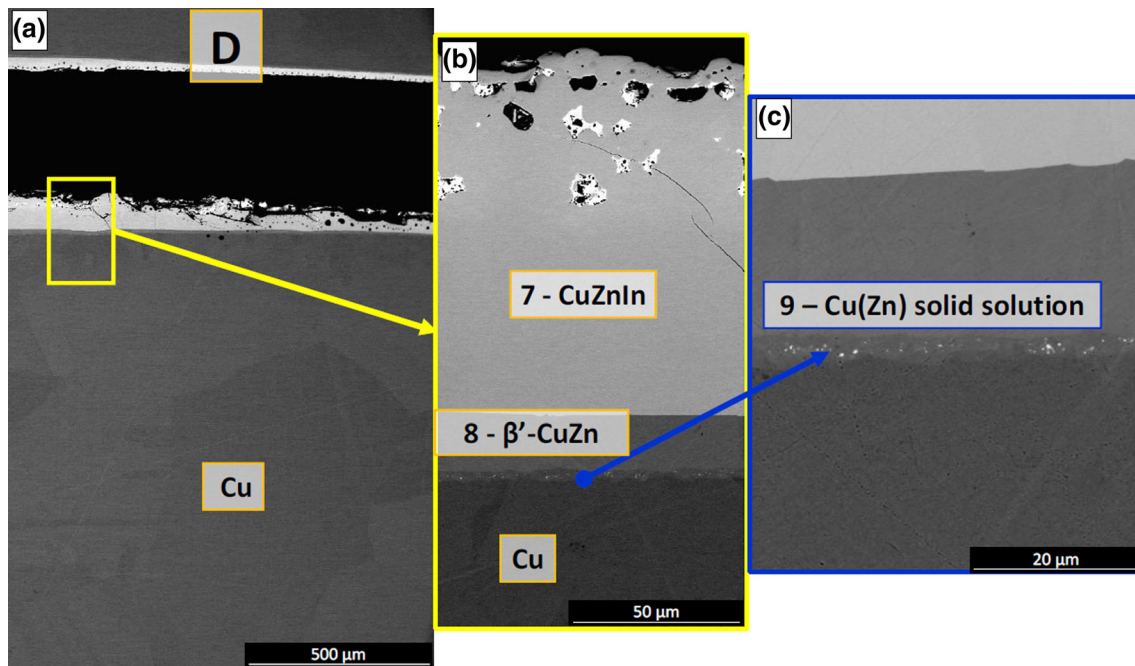 (a)
D
Cu
500 µm
(b)
7 - CuZnIn
8 - β’-CuZn
Cu
50 µm
(c)
9 – Cu(Zn) solid solution
20 µm